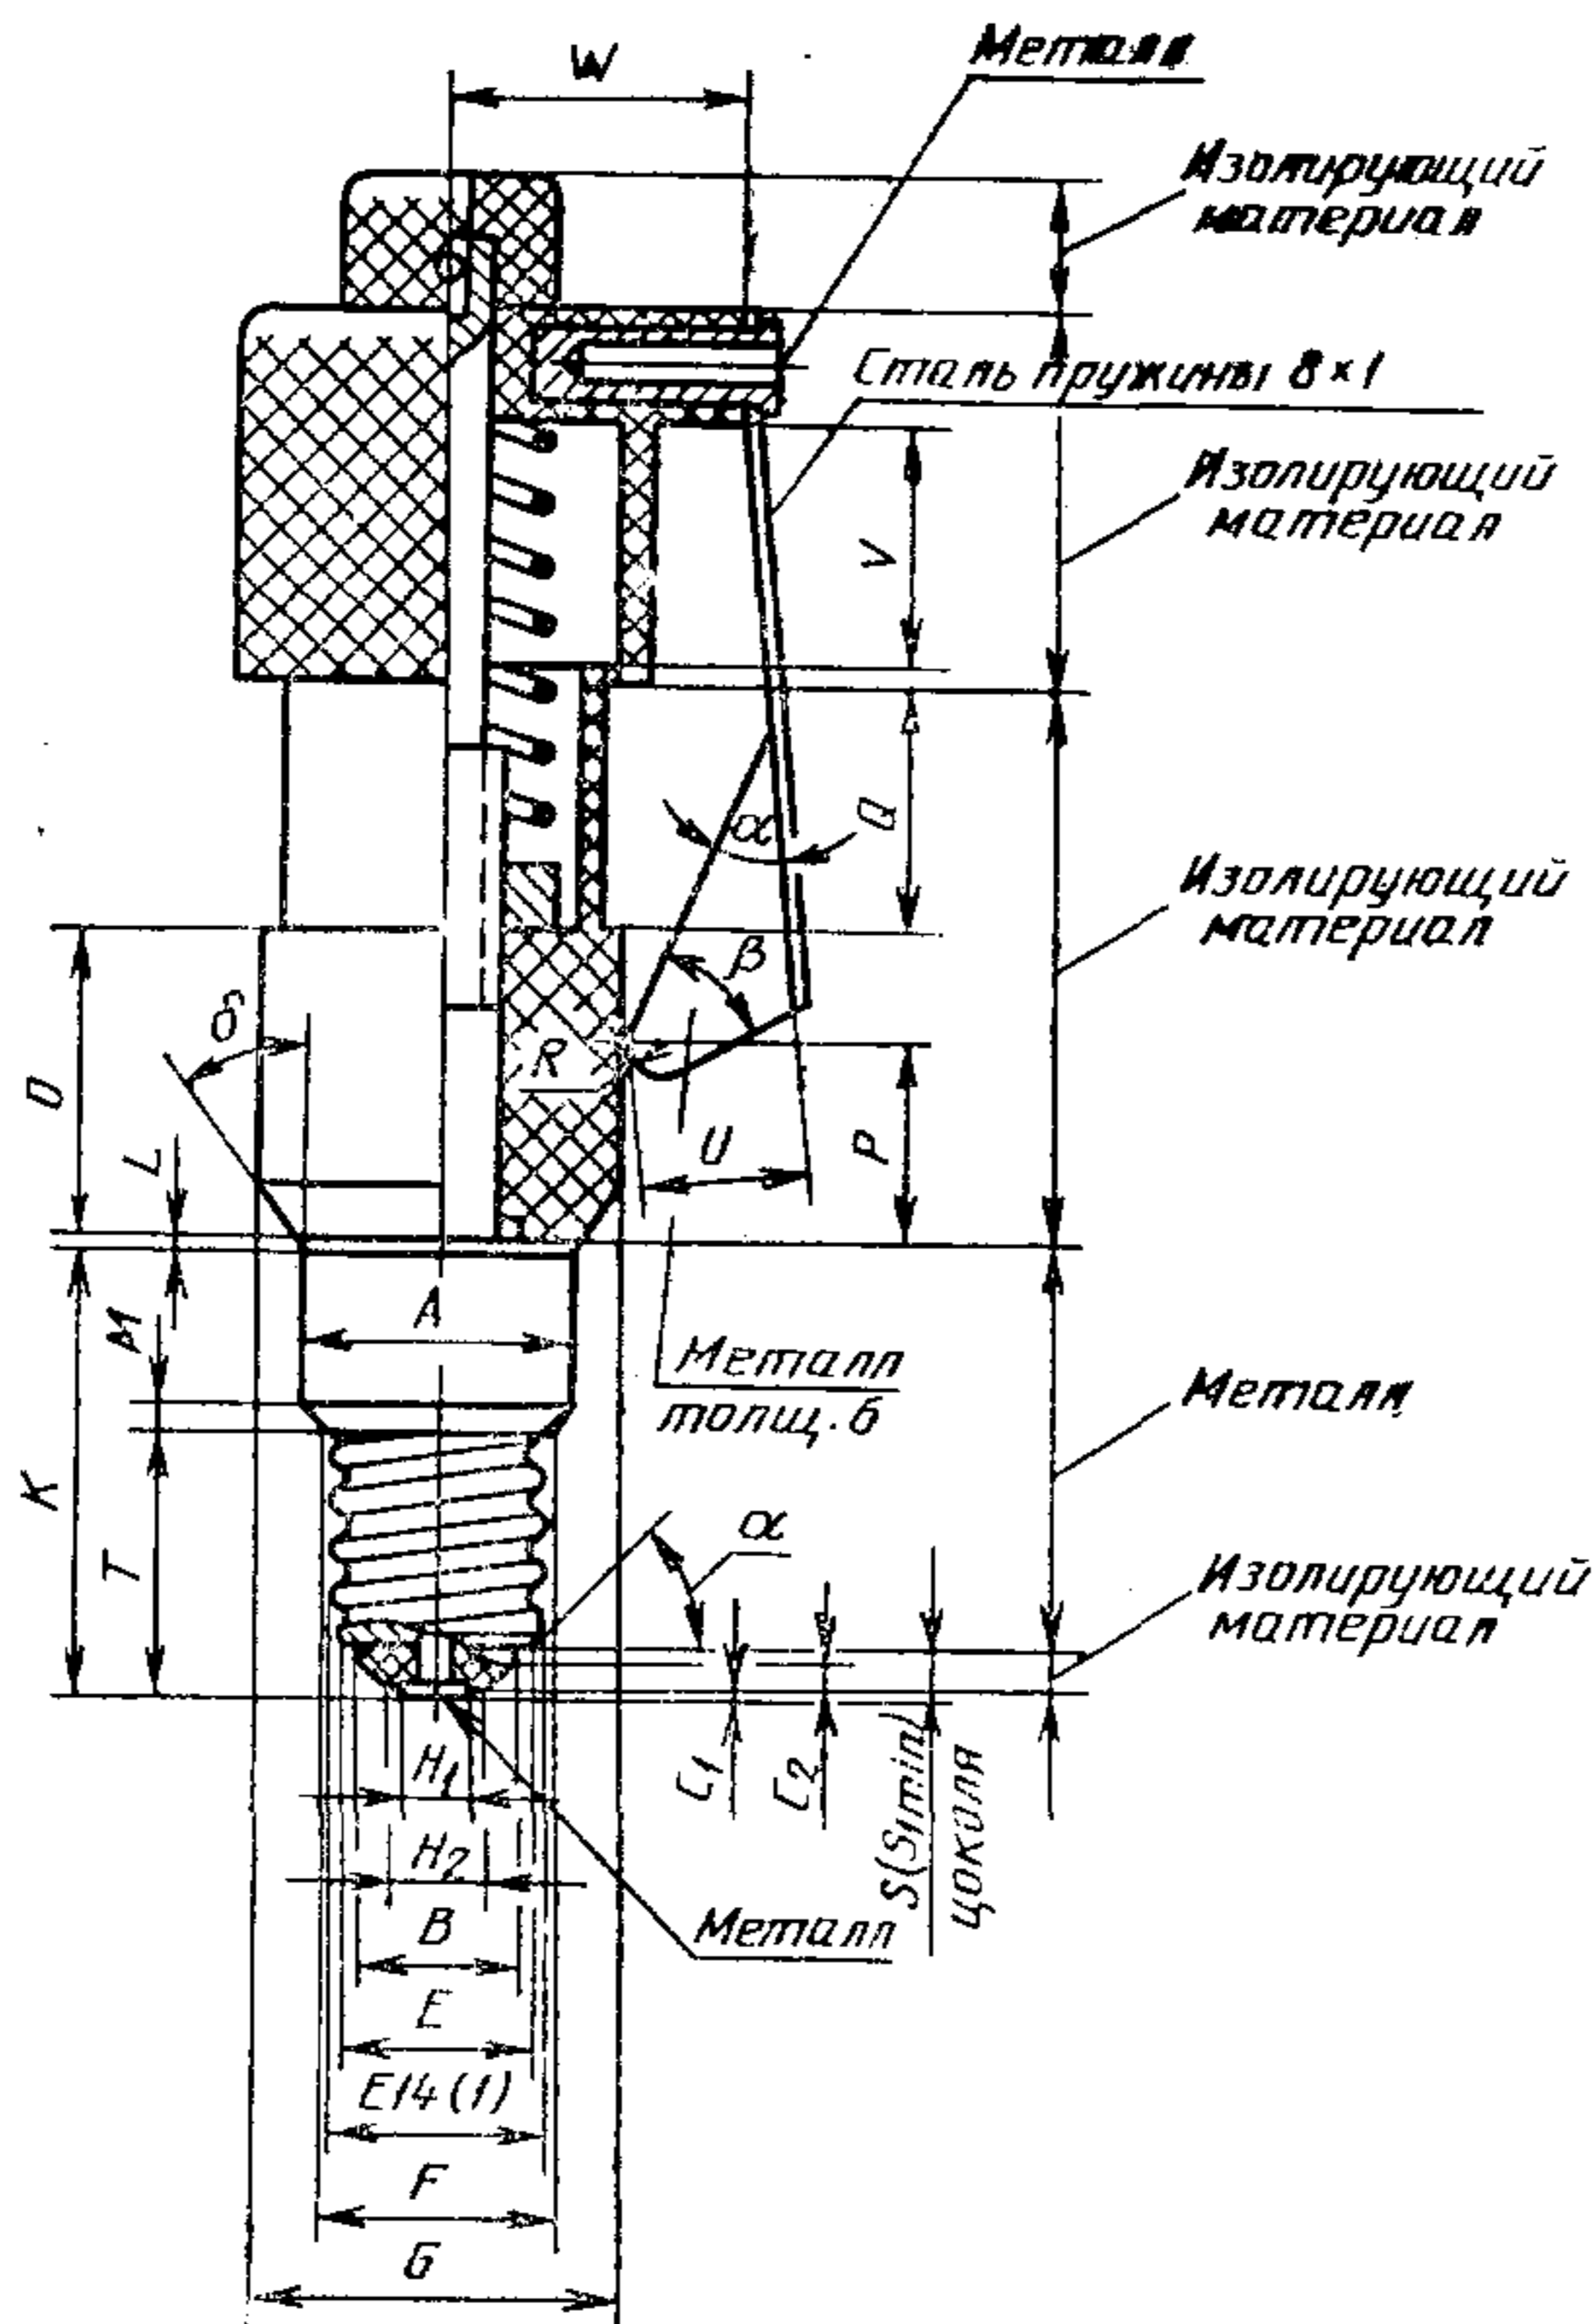 W
Металл
Изолирующий
материал
Сталь пружины 8×1
Изолирующий
материал
V
α
Q
Изолирующий
материал
β
δ
R
O
L
U
P
A
M
Металл
толщ. 6
Металл
K
T
α
Изолирующий
материал
H1
C1
C2
S(S1min)
цоколя
H2
Металл
B
E
E14(1)
F
G